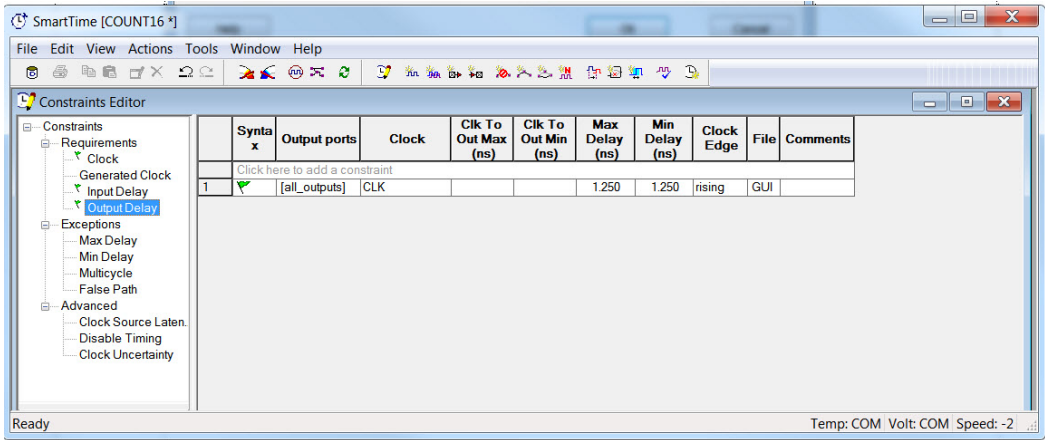 SmartTime [COUNT16 *]
File Edit View Actions Tools Window Help
Constraints Editor
Constraints
Requirements
Clock
Generated Clock
Input Delay
Output Delay
Exceptions
Max Delay
Min Delay
Multicycle
False Path
Advanced
Clock Source Laten.
Disable Timing
Clock Uncertainty
Syntax Output ports Clock Clk To Out Max (ns) Clk To Out Min (ns) Max Delay (ns) Min Delay (ns) Clock Edge File Comments
Click here to add a constraint
1 [all_outputs] CLK 1.250 1.250 rising GUI
Ready Temp: COM Volt: COM Speed: -2